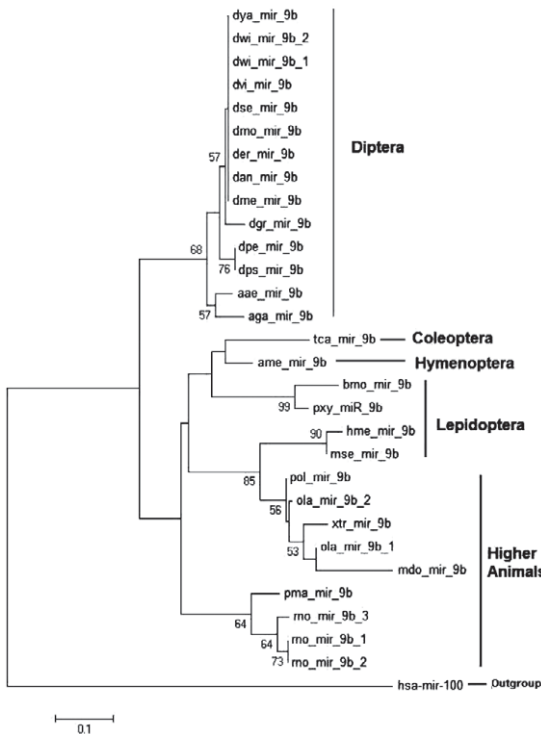 dya_mir_9b
dwi_mir_9b_2
dwi_mir_9b_1
dvi_mir_9b
dse_mir_9b
dmo_mir_9b
57
der_mir_9b
Diptera
dan_mir_9b
dme_mir_9b
dgr_mir_9b
68
dpe_mir_9b
76
dps_mir_9b
aae_mir_9b
57
aga_mir_9b
tca_mir_9b
Coleoptera
ame_mir_9b
Hymenoptera
bmo_mir_9b
99
pxy_miR_9b
Lepidoptera
90
hme_mir_9b
mse_mir_9b
85
pol_mir_9b
56
ola_mir_9b_2
xtr_mir_9b
53
ola_mir_9b_1
Higher
Animals
mdo_mir_9b
pma_mir_9b
64
rno_mir_9b_3
64
rno_mir_9b_1
73
rno_mir_9b_2
hsa-mir-100
Outgroup
0.1